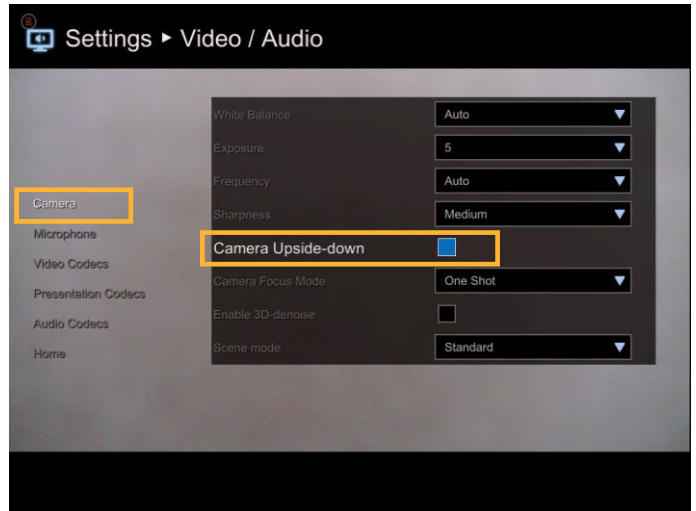 Settings ▸ Video / Audio
White Balance Auto
Exposure 5
Frequency Auto
Camera
Sharpness Medium
Microphone
Camera Upside-down
Video Codecs
Camera Focus Mode One Shot
Presentation Codecs
Enable 3D-denoise
Audio Codecs
Scene mode Standard
Home